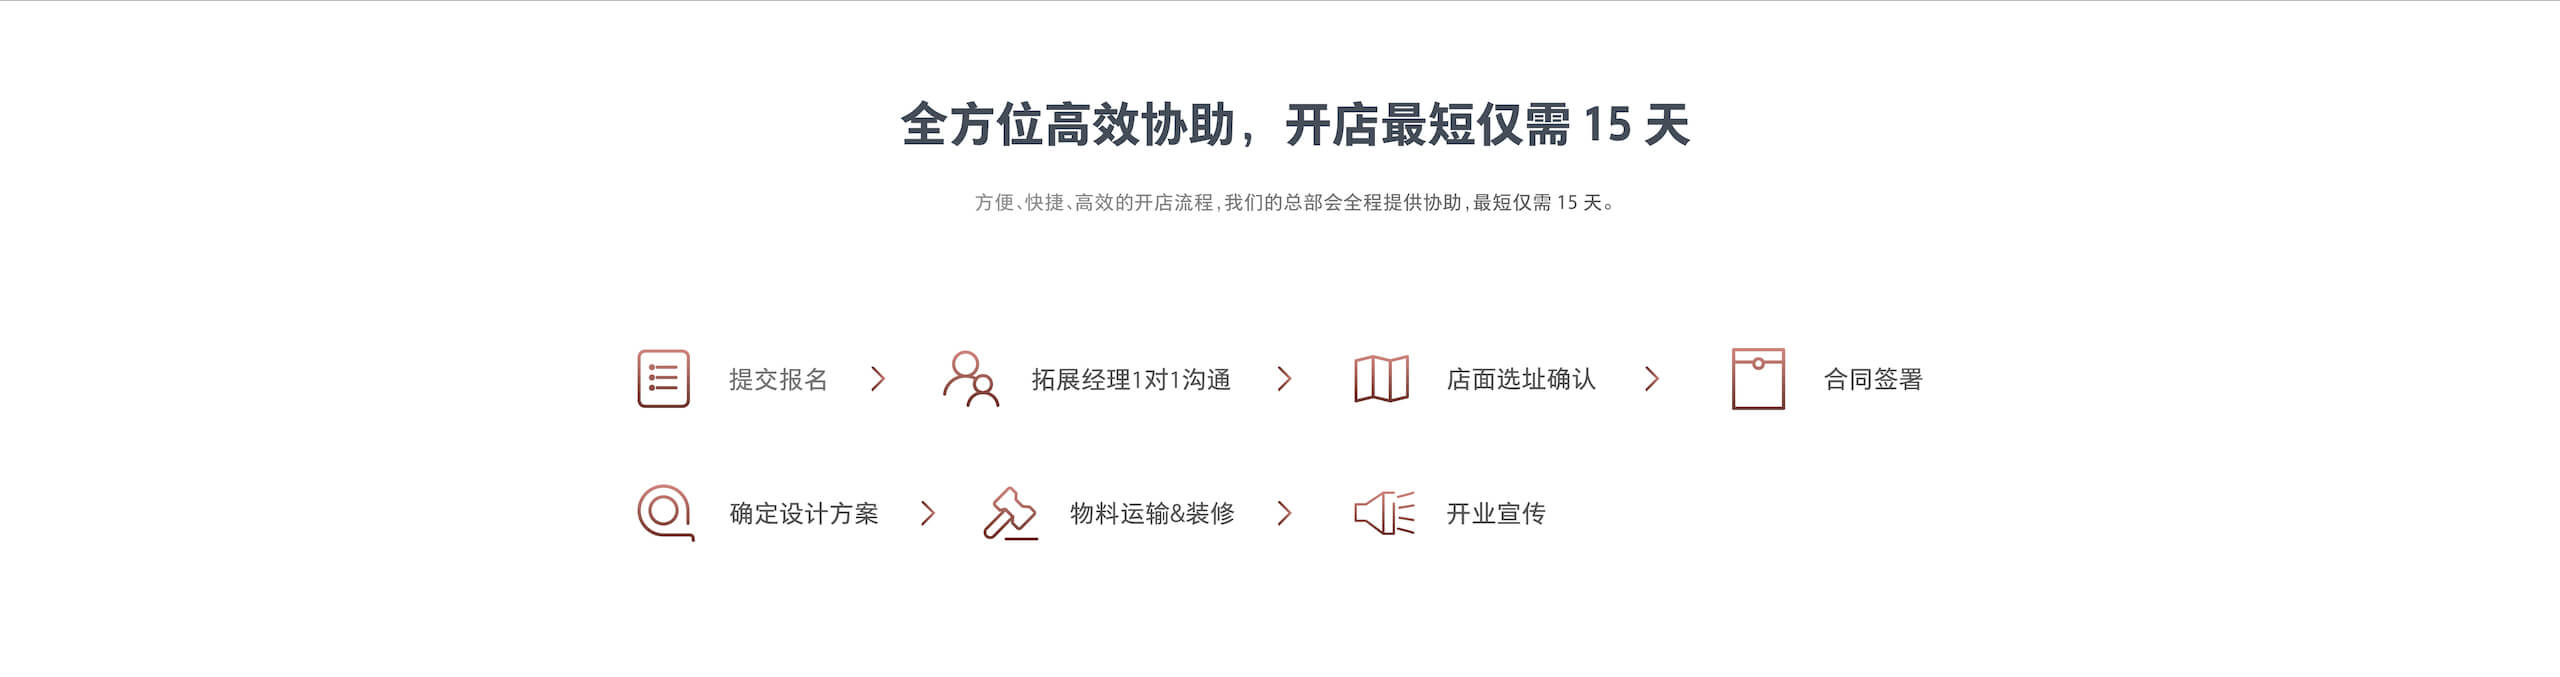 全方位高效协助，开店最短仅需 15 天
方便、快捷、高效的开店流程，我们的总部会全程提供协助，最短仅需 15 天。
提交报名 拓展经理1对1沟通 店面选址确认 合同签署
确定设计方案 物料运输&装修 开业宣传